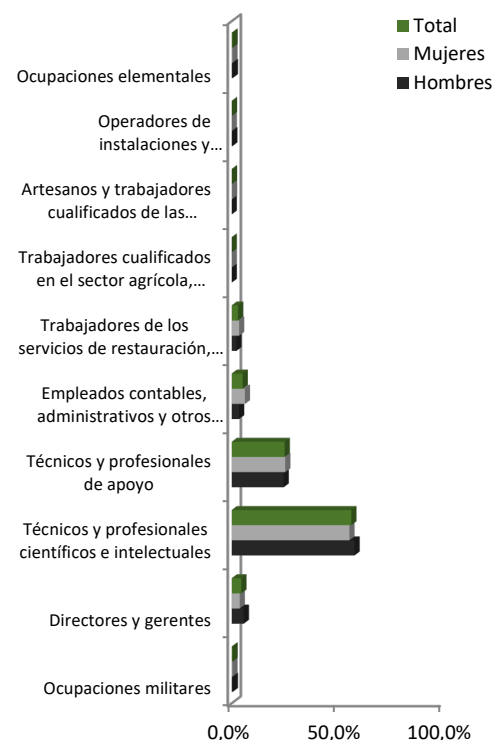 Total
Mujeres
Hombres
Ocupaciones elementales
Operadores de
instalaciones y…
Artesanos y trabajadores
cualificados de las…
Trabajadores cualificados
en el sector agrícola,…
Trabajadores de los
servicios de restauración,…
Empleados contables,
administrativos y otros…
Técnicos y profesionales
de apoyo
Técnicos y profesionales
científicos e intelectuales
Directores y gerentes
Ocupaciones militares
0,0% 50,0% 100,0%